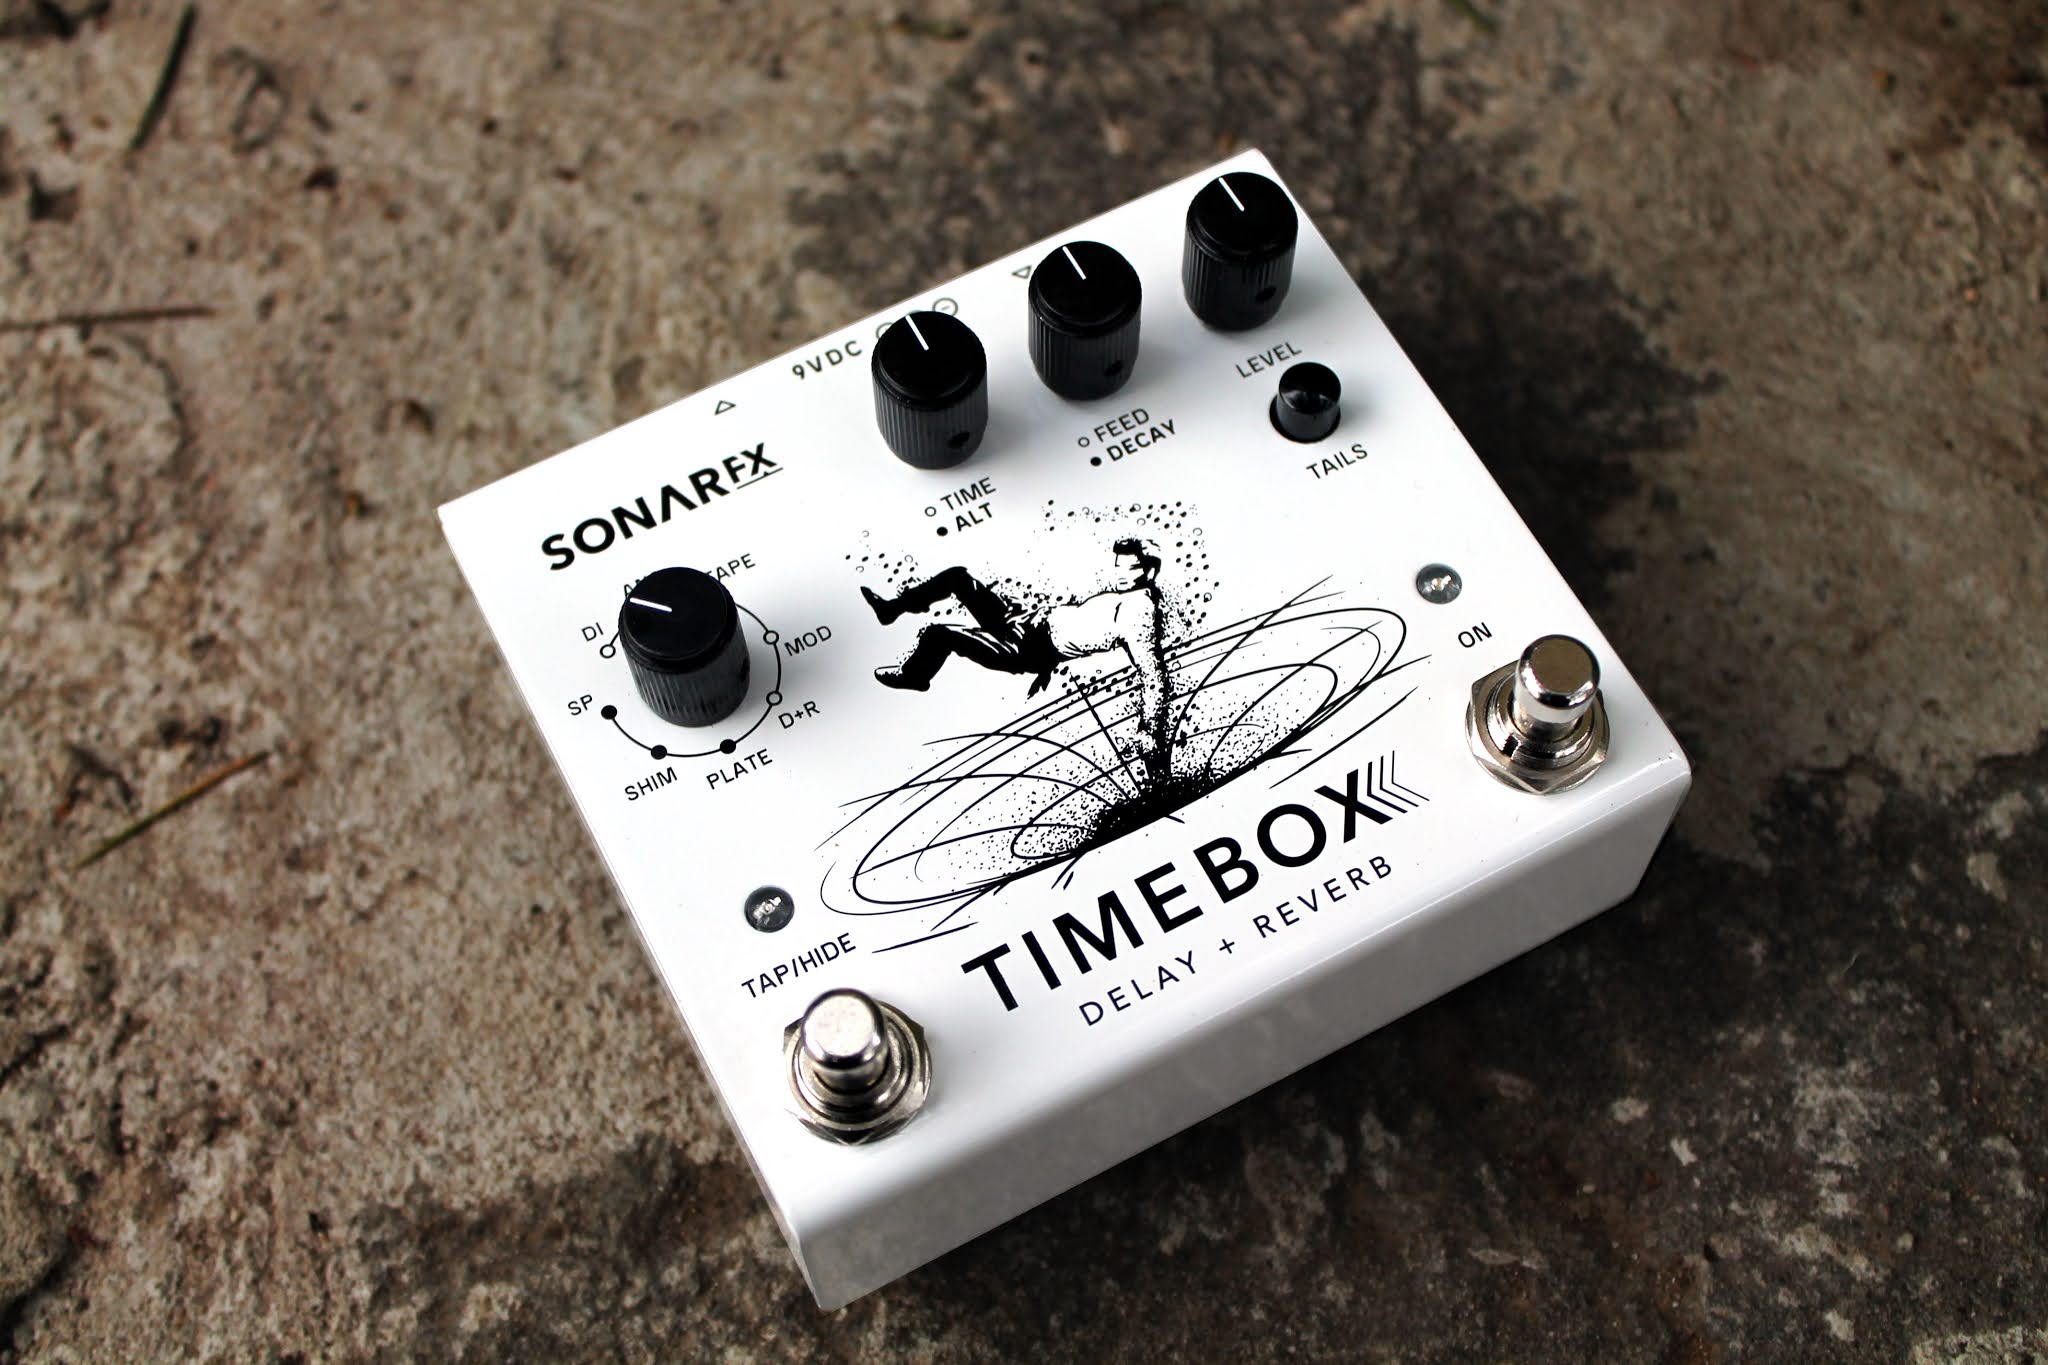 9VDC
SONARFX
LEVEL
FEED
DECAY
TIME
ALT
TAILS
TAPE
MOD
D+R
PLATE
SHIM
SP
ON
TAP/HIDE
TIMEBOX
DELAY + REVERB